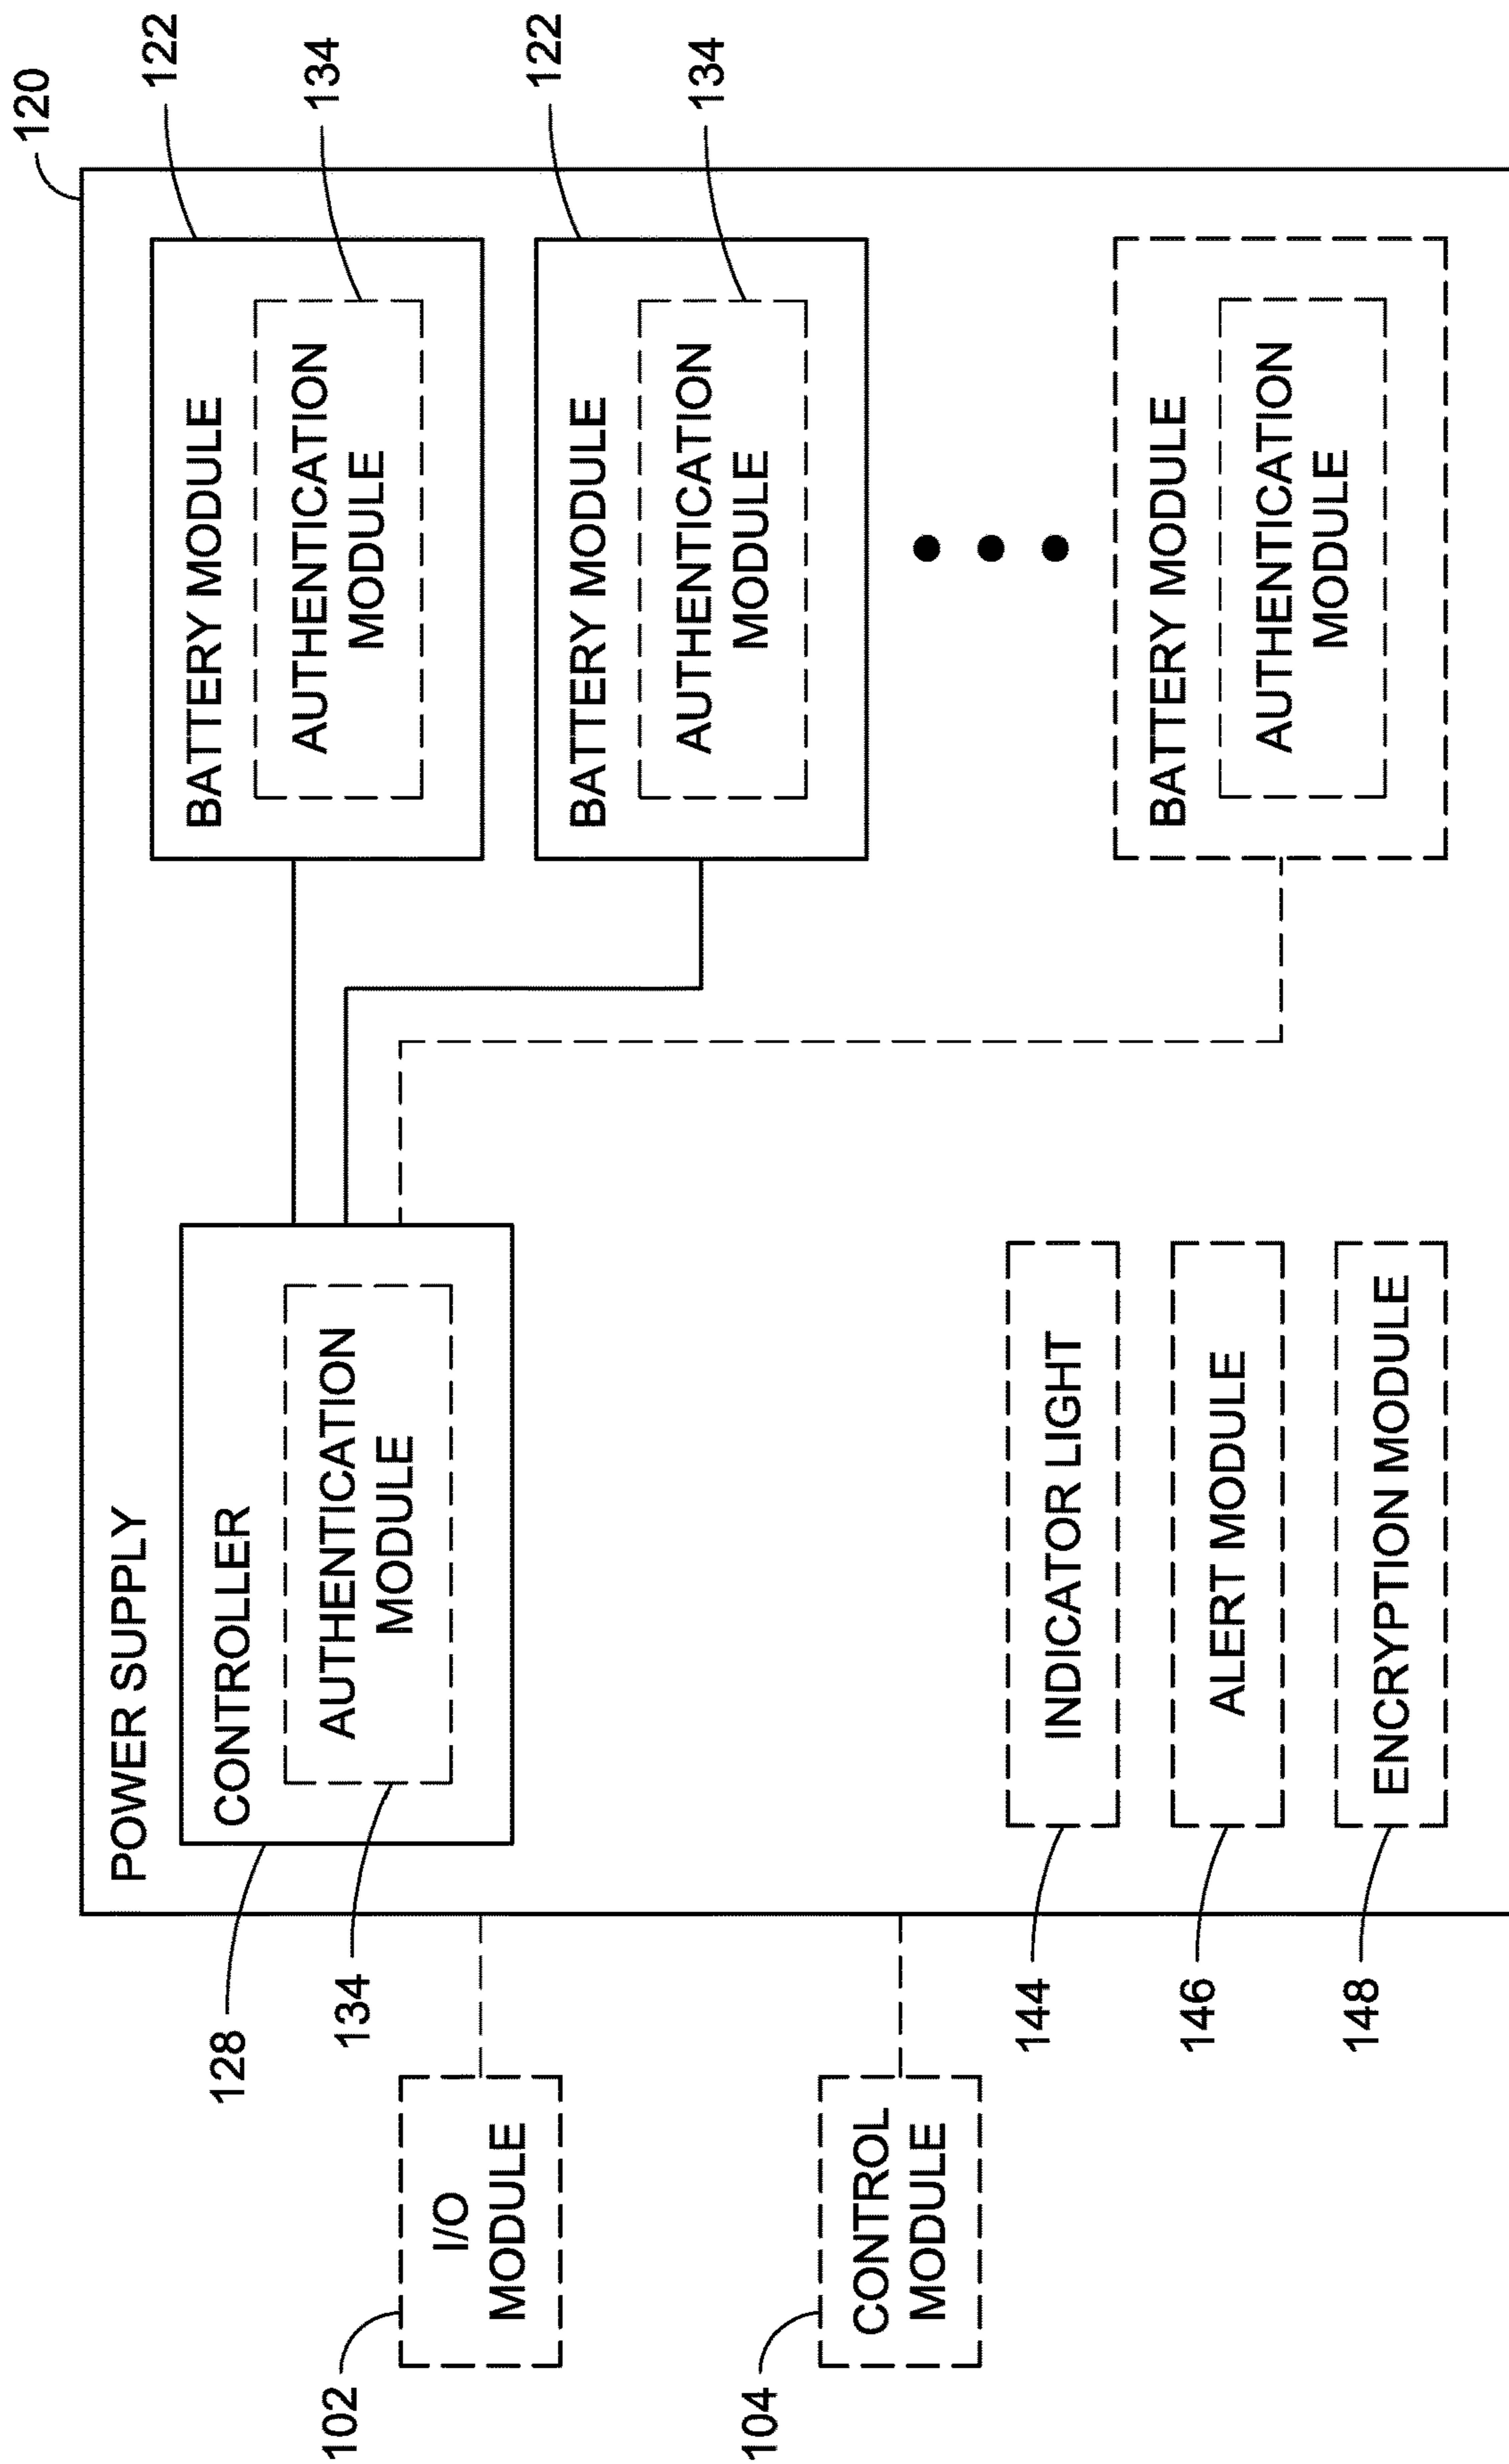 120
POWER SUPPLY
122
BATTERY MODULE
134
AUTHENTICATION
MODULE
128
CONTROLLER
134
AUTHENTICATION
MODULE
102
I/O
MODULE
122
BATTERY MODULE
134
AUTHENTICATION
MODULE
104
CONTROL
MODULE
144
INDICATOR LIGHT
146
ALERT MODULE
148
ENCRYPTION MODULE
BATTERY MODULE
AUTHENTICATION
MODULE